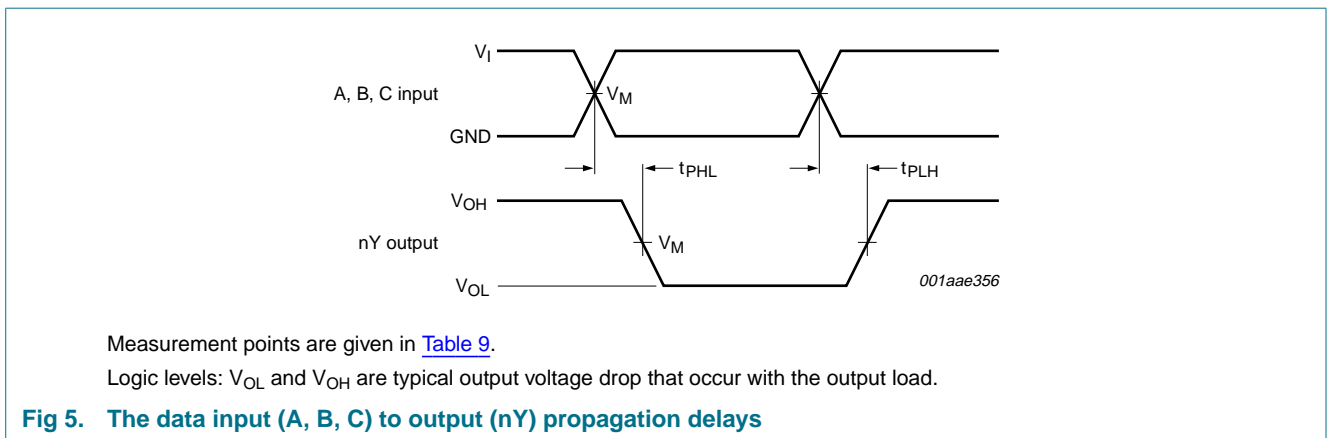 V_I
A, B, C input
V_M
GND
t_PHL
t_PLH
V_OH
nY output
V_M
V_OL
001aae356
Measurement points are given in Table 9.
Logic levels: V_OL and V_OH are typical output voltage drop that occur with the output load.
Fig 5. The data input (A, B, C) to output (nY) propagation delays